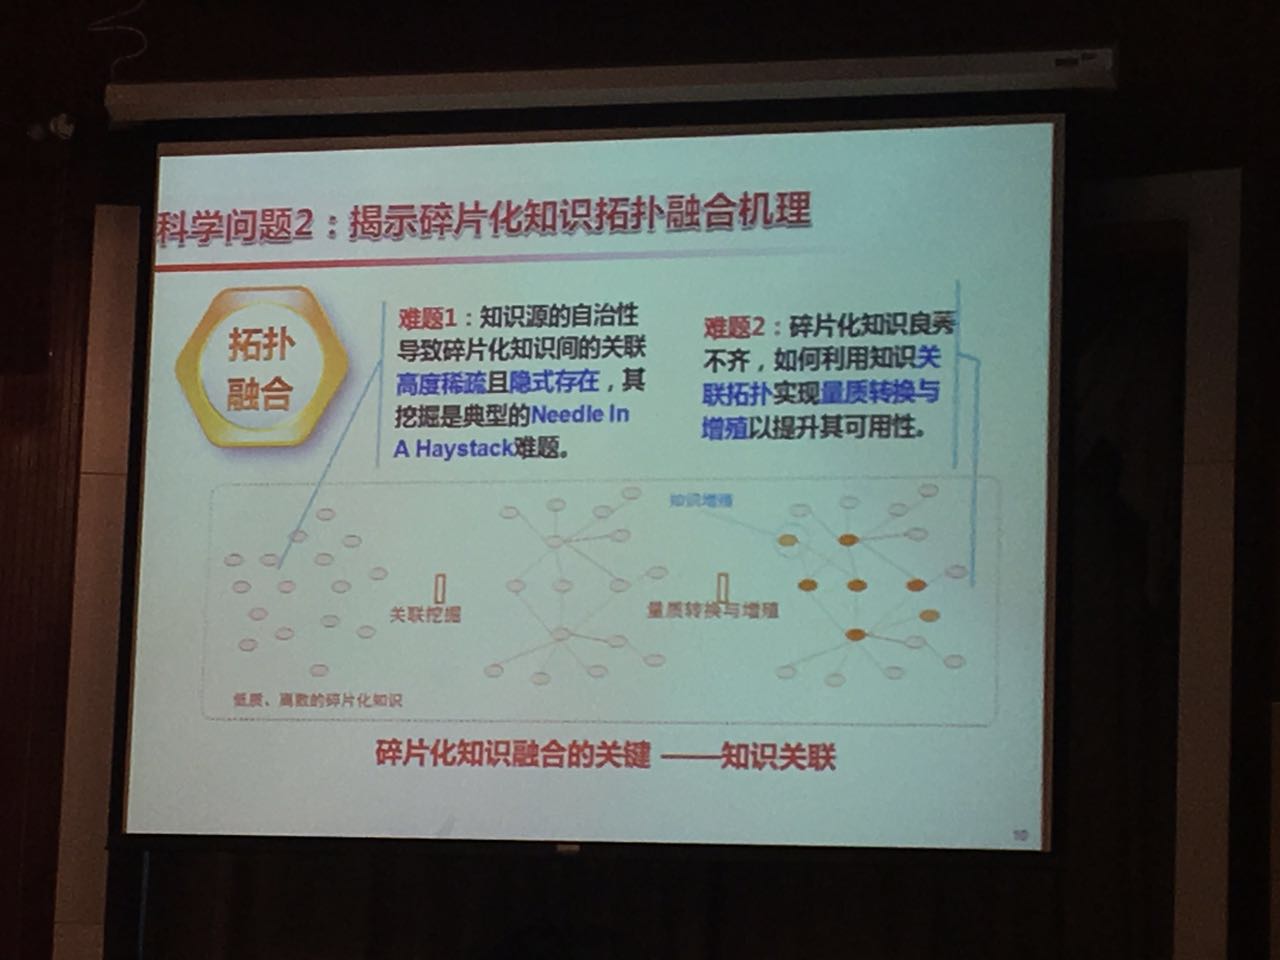 科学问题2：揭示碎片化知识拓扑融合机理
拓扑
融合
难题1：知识源的自治性
导致碎片化知识间的关联
高度稀疏且隐式存在，其
挖掘是典型的Needle In
A Haystack难题。
难题2：碎片化知识良莠
不齐，如何利用知识关
联拓扑实现量质转换与
增殖以提升其可用性。
知识增殖
关联挖掘
量质转换与增殖
低质、离散的碎片化知识
碎片化知识融合的关键 ——知识关联
10